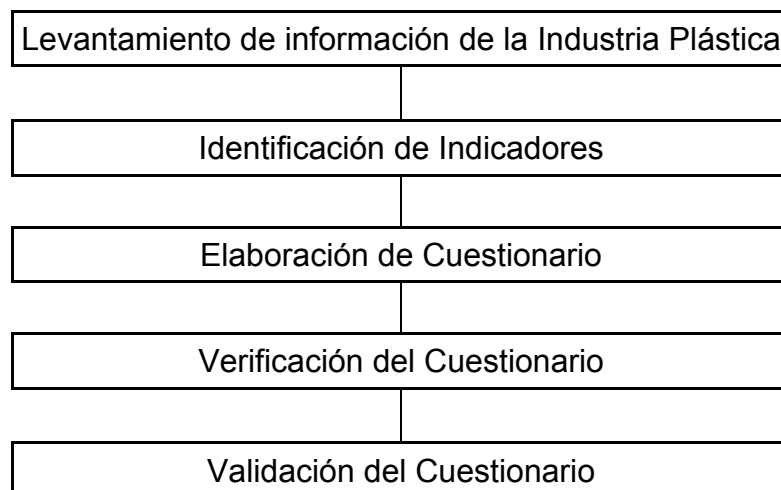 Levantamiento de información de la Industria Plástica
Identificación de Indicadores
Elaboración de Cuestionario
Verificación del Cuestionario
Validación del Cuestionario